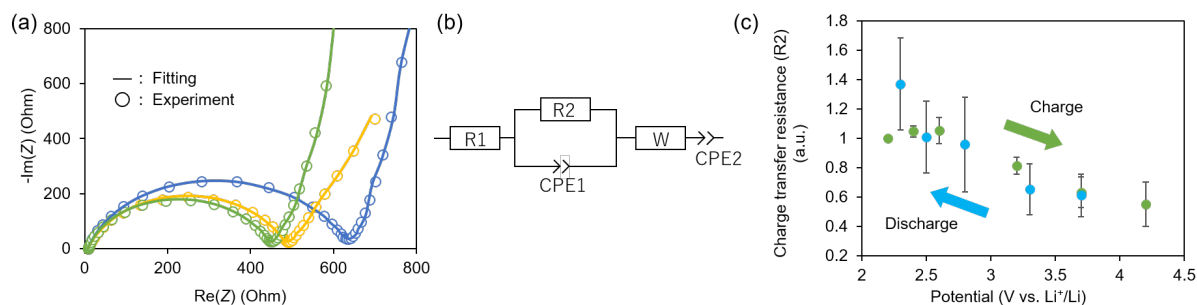 (a)
800
600
400
200
0
0
200
400
600
800
-Im(Z) (Ohm)
Re(Z) (Ohm)
— : Fitting
○ : Experiment
(b)
R1
R2
CPE1
W
CPE2
(c)
Charge transfer resistance (R2)
(a.u.)
1.8
1.6
1.4
1.2
1
0.8
0.6
0.4
0.2
2
2.5
3
3.5
4
4.5
Charge
Discharge
Potential (V vs. Li⁺/Li)